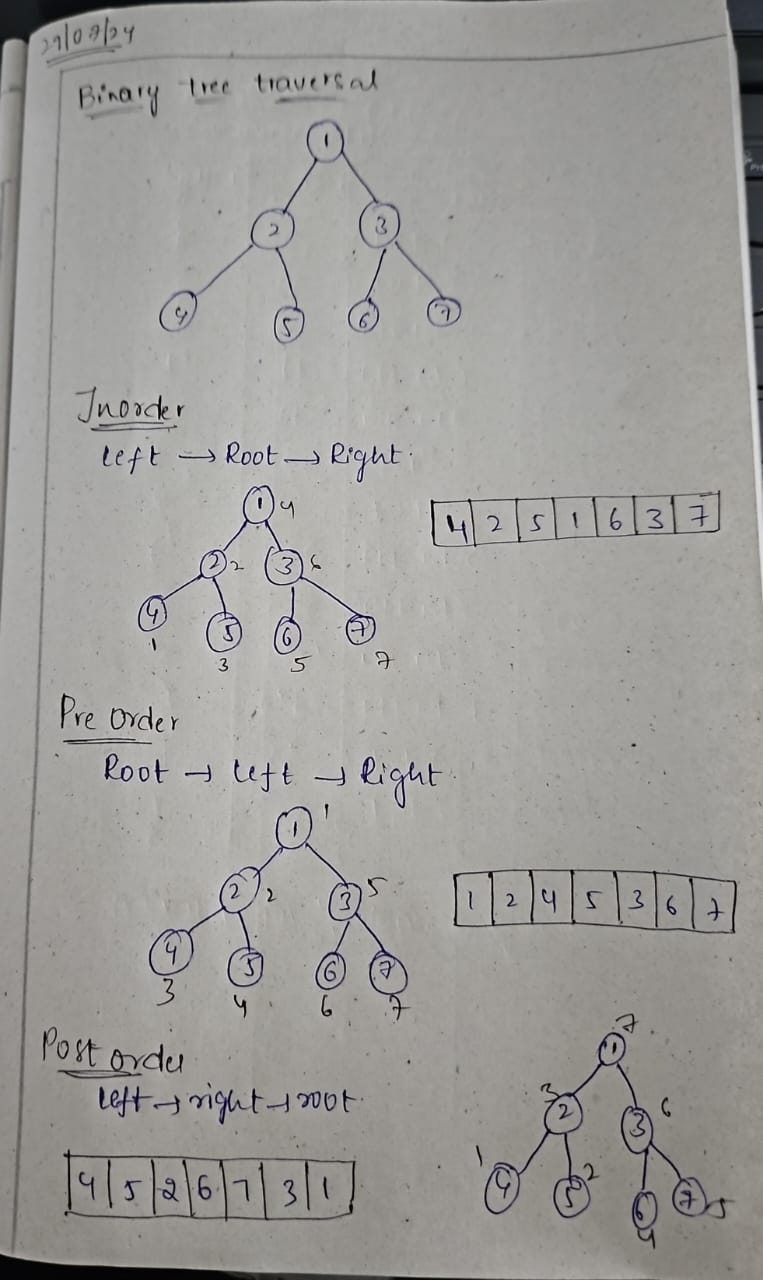 29/08/24
Binary tree traversal
1
2 3
4 5 6 7
Inorder
Left → Root → Right
1 4
2 2 3 6
4 5 6 7
1 3 5 7
4 2 5 1 6 3 7
Pre Order
Root → Left → Right
1 1
2 2 3 5
4 5 6 7
3 4 6 7
1 2 4 5 3 6 7
Post order
Left → right → root
4 5 2 6 7 3 1
7
1
3
2 3 6
1 4 5 2 6 7 5
4